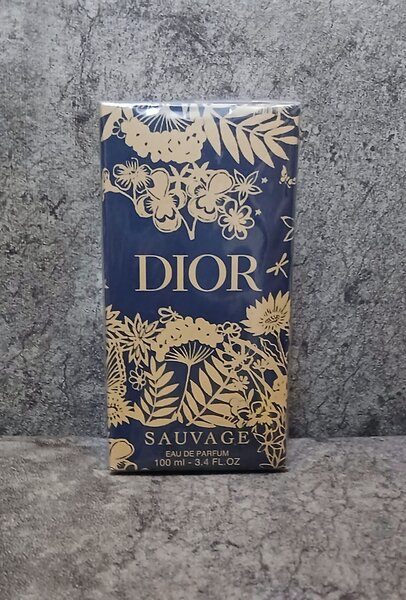 DIOR
SAUVAGE
EAU DE PARFUM
100 ml - 3.4 FL.OZ